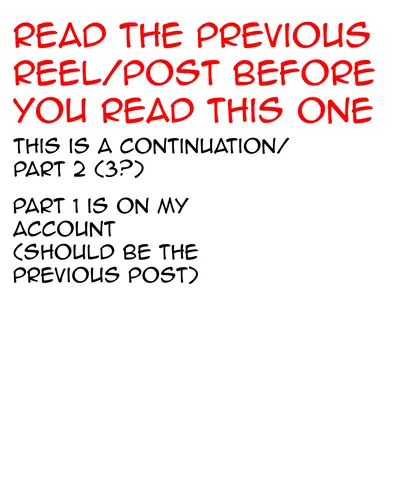 READ THE PREVIOUS
REEL/POST BEFORE
YOU READ THIS ONE
THIS IS A CONTINUATION/
PART 2 (3?)
PART 1 IS ON MY
ACCOUNT
(SHOULD BE THE
PREVIOUS POST)